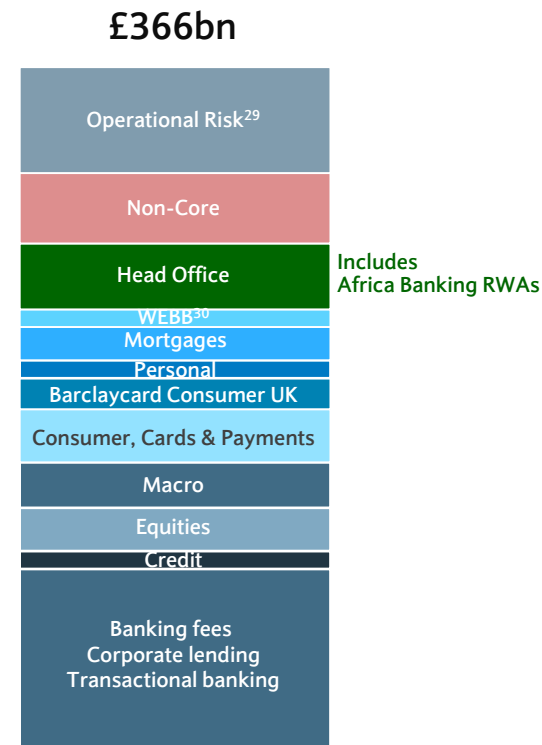 £366bn
Operational Risk29
Non-Core
Head Office
Includes
Africa Banking RWAs
WEBB30
Mortgages
Personal
Barclaycard Consumer UK
Consumer, Cards & Payments
Macro
Equities
Credit
Banking fees
Corporate lending
Transactional banking